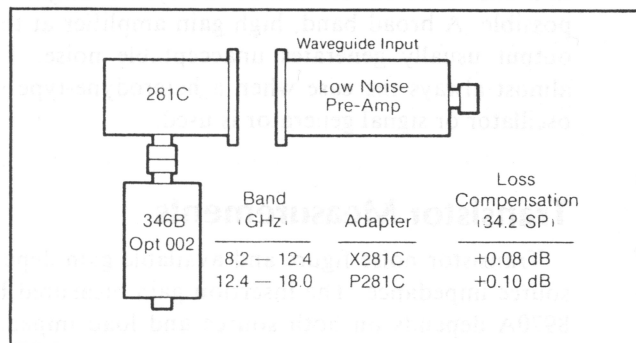 Waveguide Input
281C
Low Noise
Pre-Amp
346B
Opt 002
Band
(GHz)
Adapter
Loss
Compensation
(34.2 SP)
8.2 — 12.4 X281C +0.08 dB
12.4 — 18.0 P281C +0.10 dB